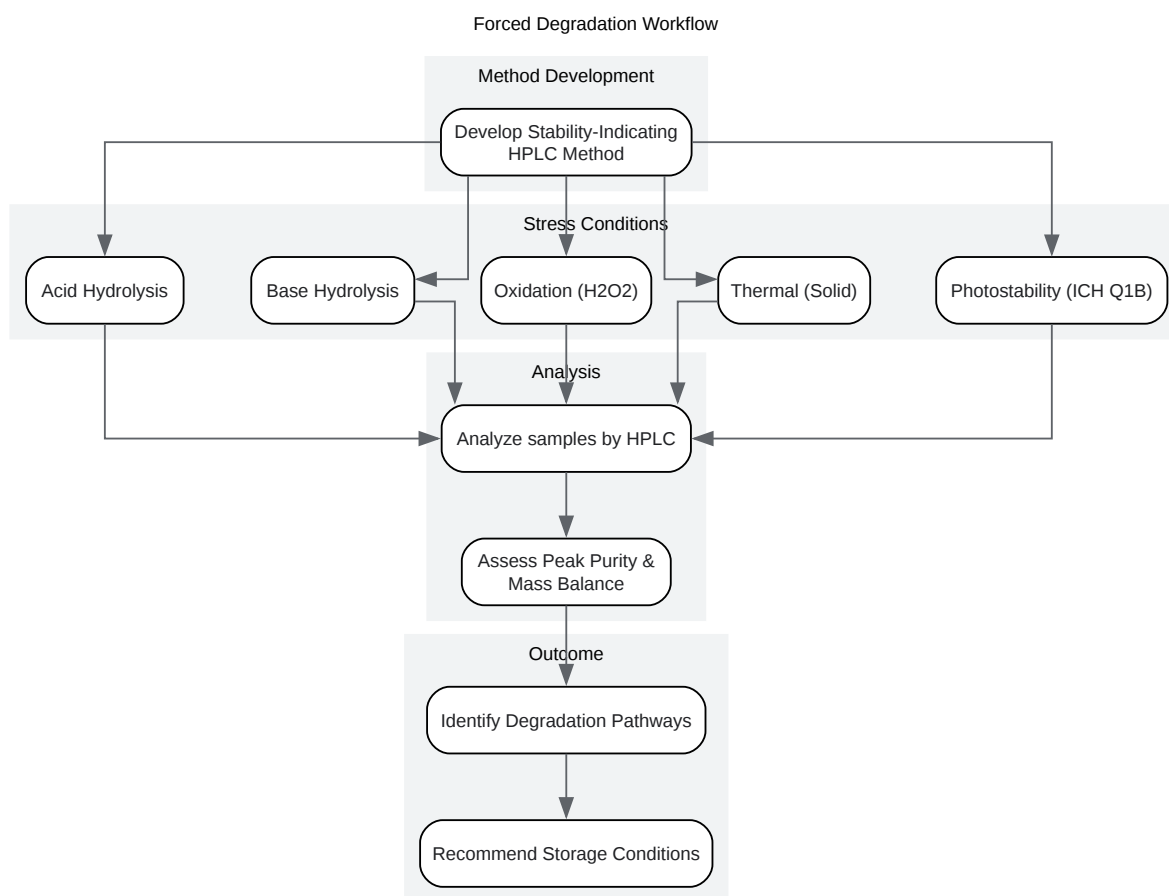 Forced Degradation Workflow
Method Development
Develop Stability-Indicating
HPLC Method
Stress Conditions
Acid Hydrolysis
Base Hydrolysis
Oxidation (H2O2)
Thermal (Solid)
Photostability (ICH Q1B)
Analysis
Analyze samples by HPLC
Assess Peak Purity &
Mass Balance
Outcome
Identify Degradation Pathways
Recommend Storage Conditions